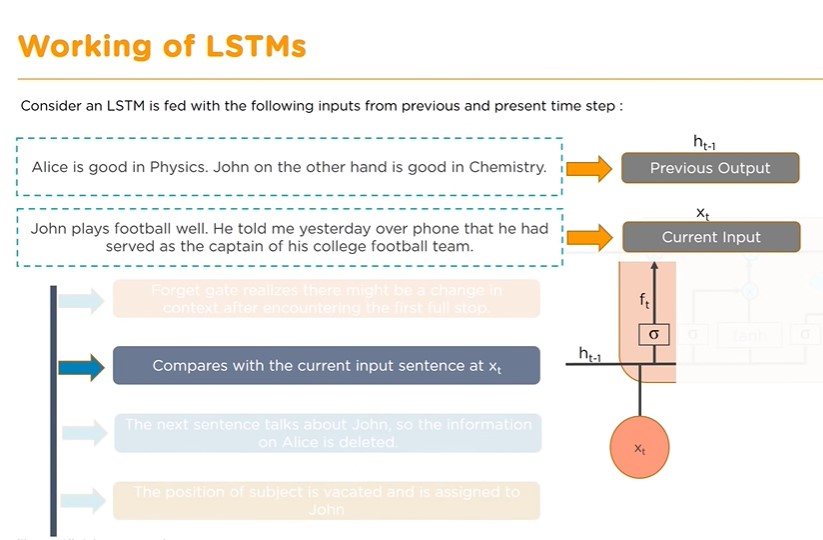 Working of LSTMs
Consider an LSTM is fed with the following inputs from previous and present time step :
Alice is good in Physics. John on the other hand is good in Chemistry.
h_t-1
Previous Output
John plays football well. He told me yesterday over phone that he had
served as the captain of his college football team.
x_t
Current Input
Forget gate realizes there might be a change in
context after encountering the first full stop.
f_t
σ
σ
tanh
σ
h_t-1
Compares with the current input sentence at x_t
The next sentence talks about John, so the information
on Alice is deleted.
x_t
The position of subject is vacated and is assigned to
John